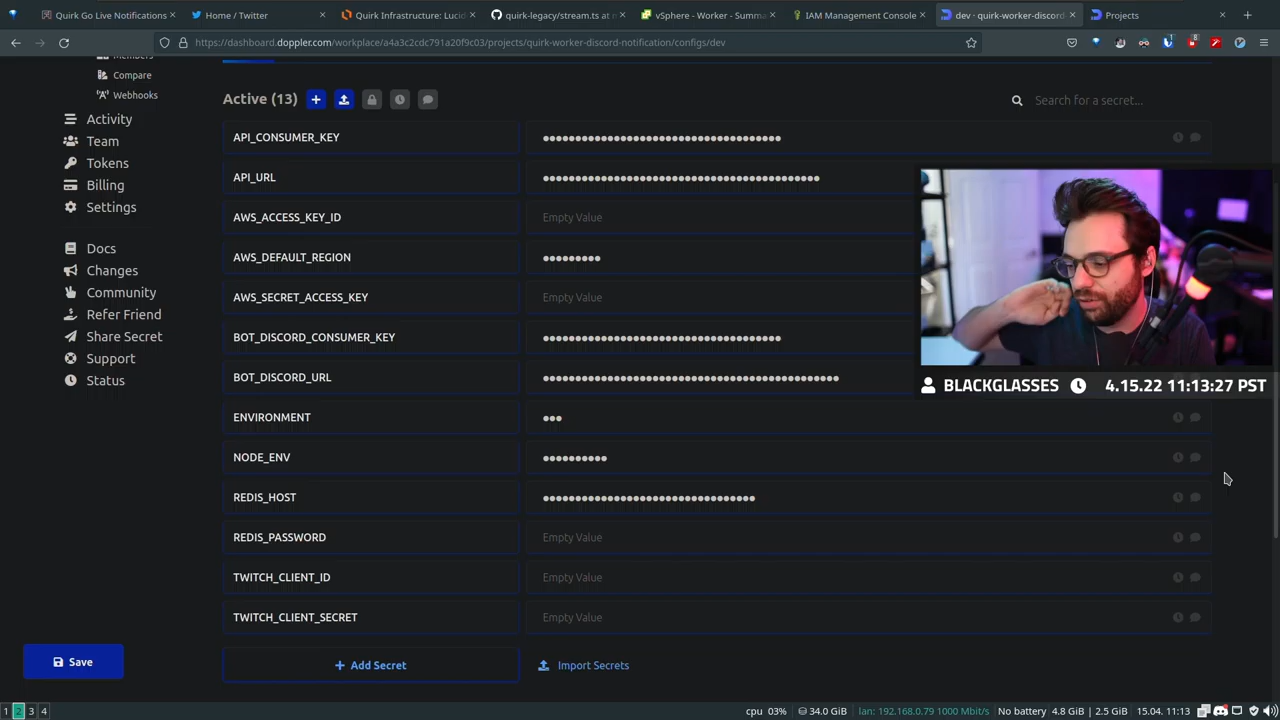 Quirk Go Live Notifications
Home / Twitter
Quirk Infrastructure: Lucid
quirk-legacy/stream.ts at n
vSphere - Worker - Summa
IAM Management Console
dev · quirk-worker-discord
Projects
https://dashboard.doppler.com/workplace/a4a3c2cdc791a20f9c03/projects/quirk-worker-discord-notification/configs/dev
8
Members
Compare
Webhooks
Activity
Team
Tokens
Billing
Settings
Docs
Changes
Community
Refer Friend
Share Secret
Support
Status
Save
Active (13)
Search for a secret...
API_CONSUMER_KEY
API_URL
AWS_ACCESS_KEY_ID
Empty Value
AWS_DEFAULT_REGION
AWS_SECRET_ACCESS_KEY
Empty Value
BOT_DISCORD_CONSUMER_KEY
BOT_DISCORD_URL
ENVIRONMENT
NODE_ENV
REDIS_HOST
REDIS_PASSWORD
Empty Value
TWITCH_CLIENT_ID
Empty Value
TWITCH_CLIENT_SECRET
Empty Value
+ Add Secret
Import Secrets
BLACKGLASSES
4.15.22 11:13:27 PST
1 2 3 4
cpu 03%
34.0 GiB
lan: 192.168.0.79 1000 Mbit/s
No battery
4.8 GiB | 2.5 GiB
15.04. 11:13